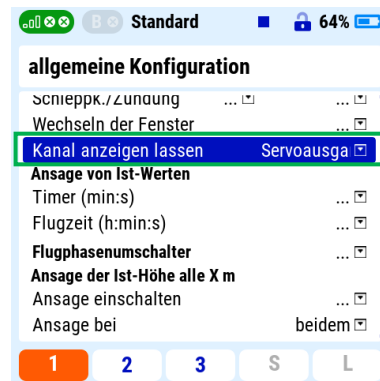 B Standard 64%
allgemeine Konfiguration
Schleppk./Zündung ... ...
Wechseln der Fenster ...
Kanal anzeigen lassen Servoausga
Ansage von Ist-Werten
Timer (min:s) ...
Flugzeit (h:min:s) ...
Flugphasenumschalter ...
Ansage der Ist-Höhe alle X m
Ansage einschalten ...
Ansage bei beidem
1 2 3 S L